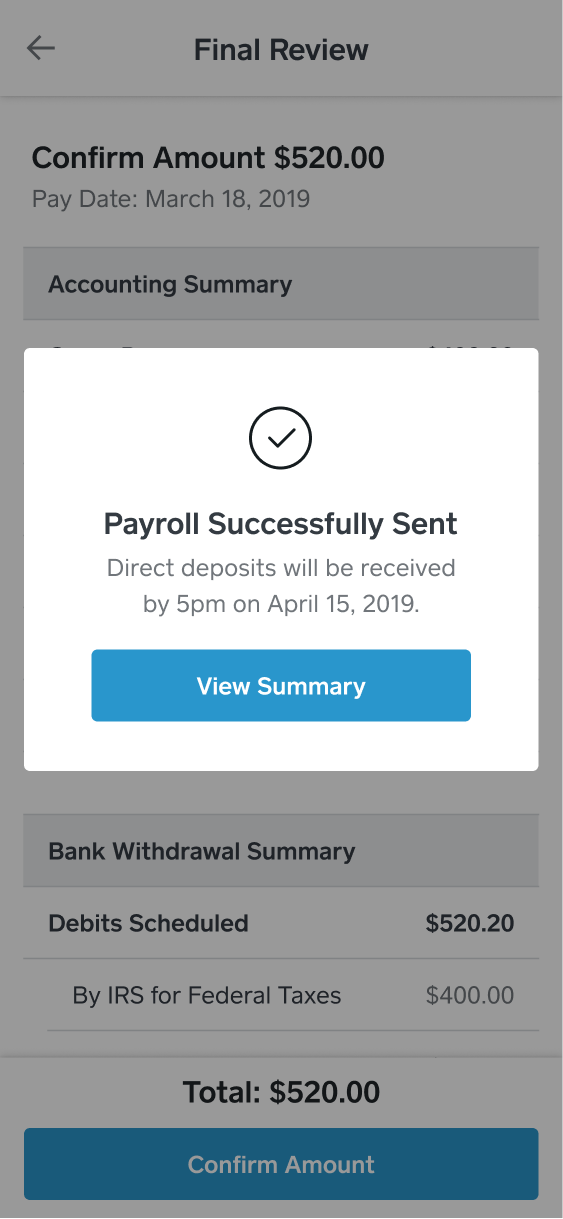 Final Review
Confirm Amount $520.00
Pay Date: March 18, 2019
Accounting Summary
Payroll Successfully Sent
Direct deposits will be received
by 5pm on April 15, 2019.
View Summary
Bank Withdrawal Summary
Debits Scheduled $520.20
By IRS for Federal Taxes $400.00
Total: $520.00
Confirm Amount